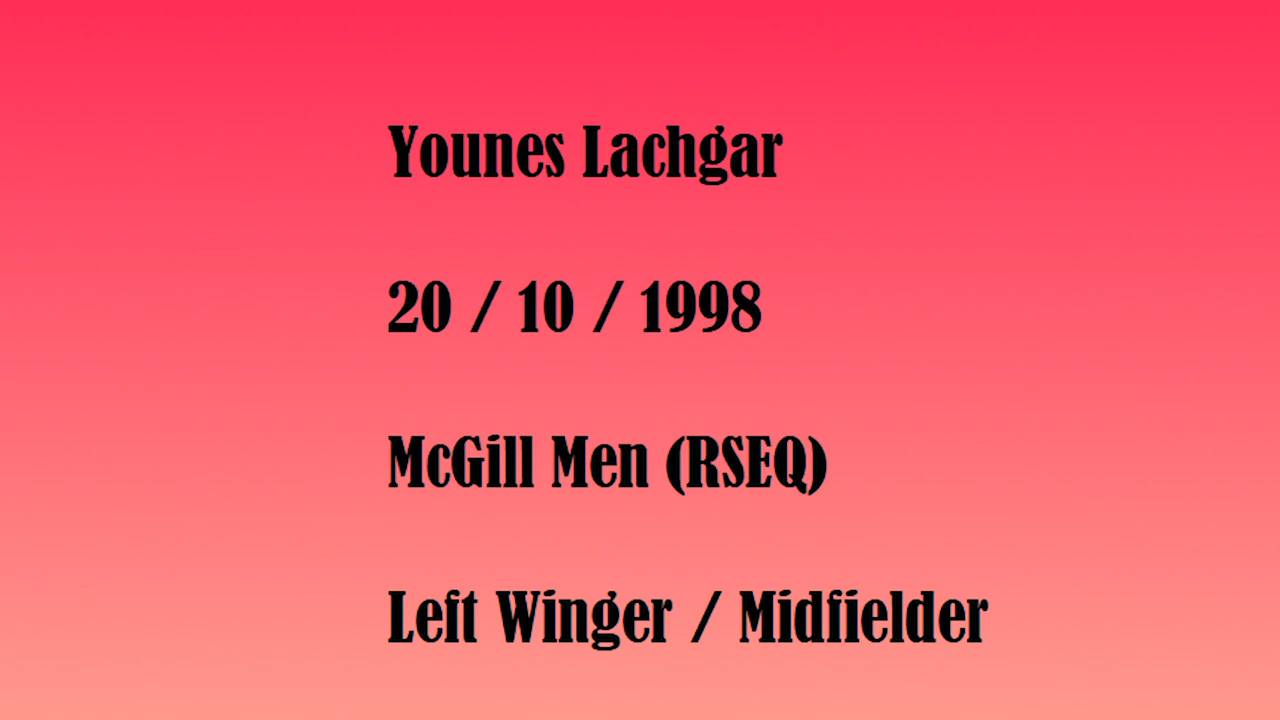 Younes Lachgar
20 / 10 / 1998
McGill Men (RSEQ)
Left Winger / Midfielder